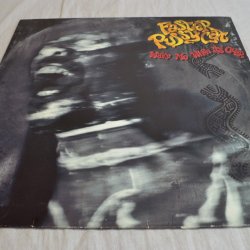 FASTER
PUSSYCAT
WAKE ME WHEN IT'S OVER